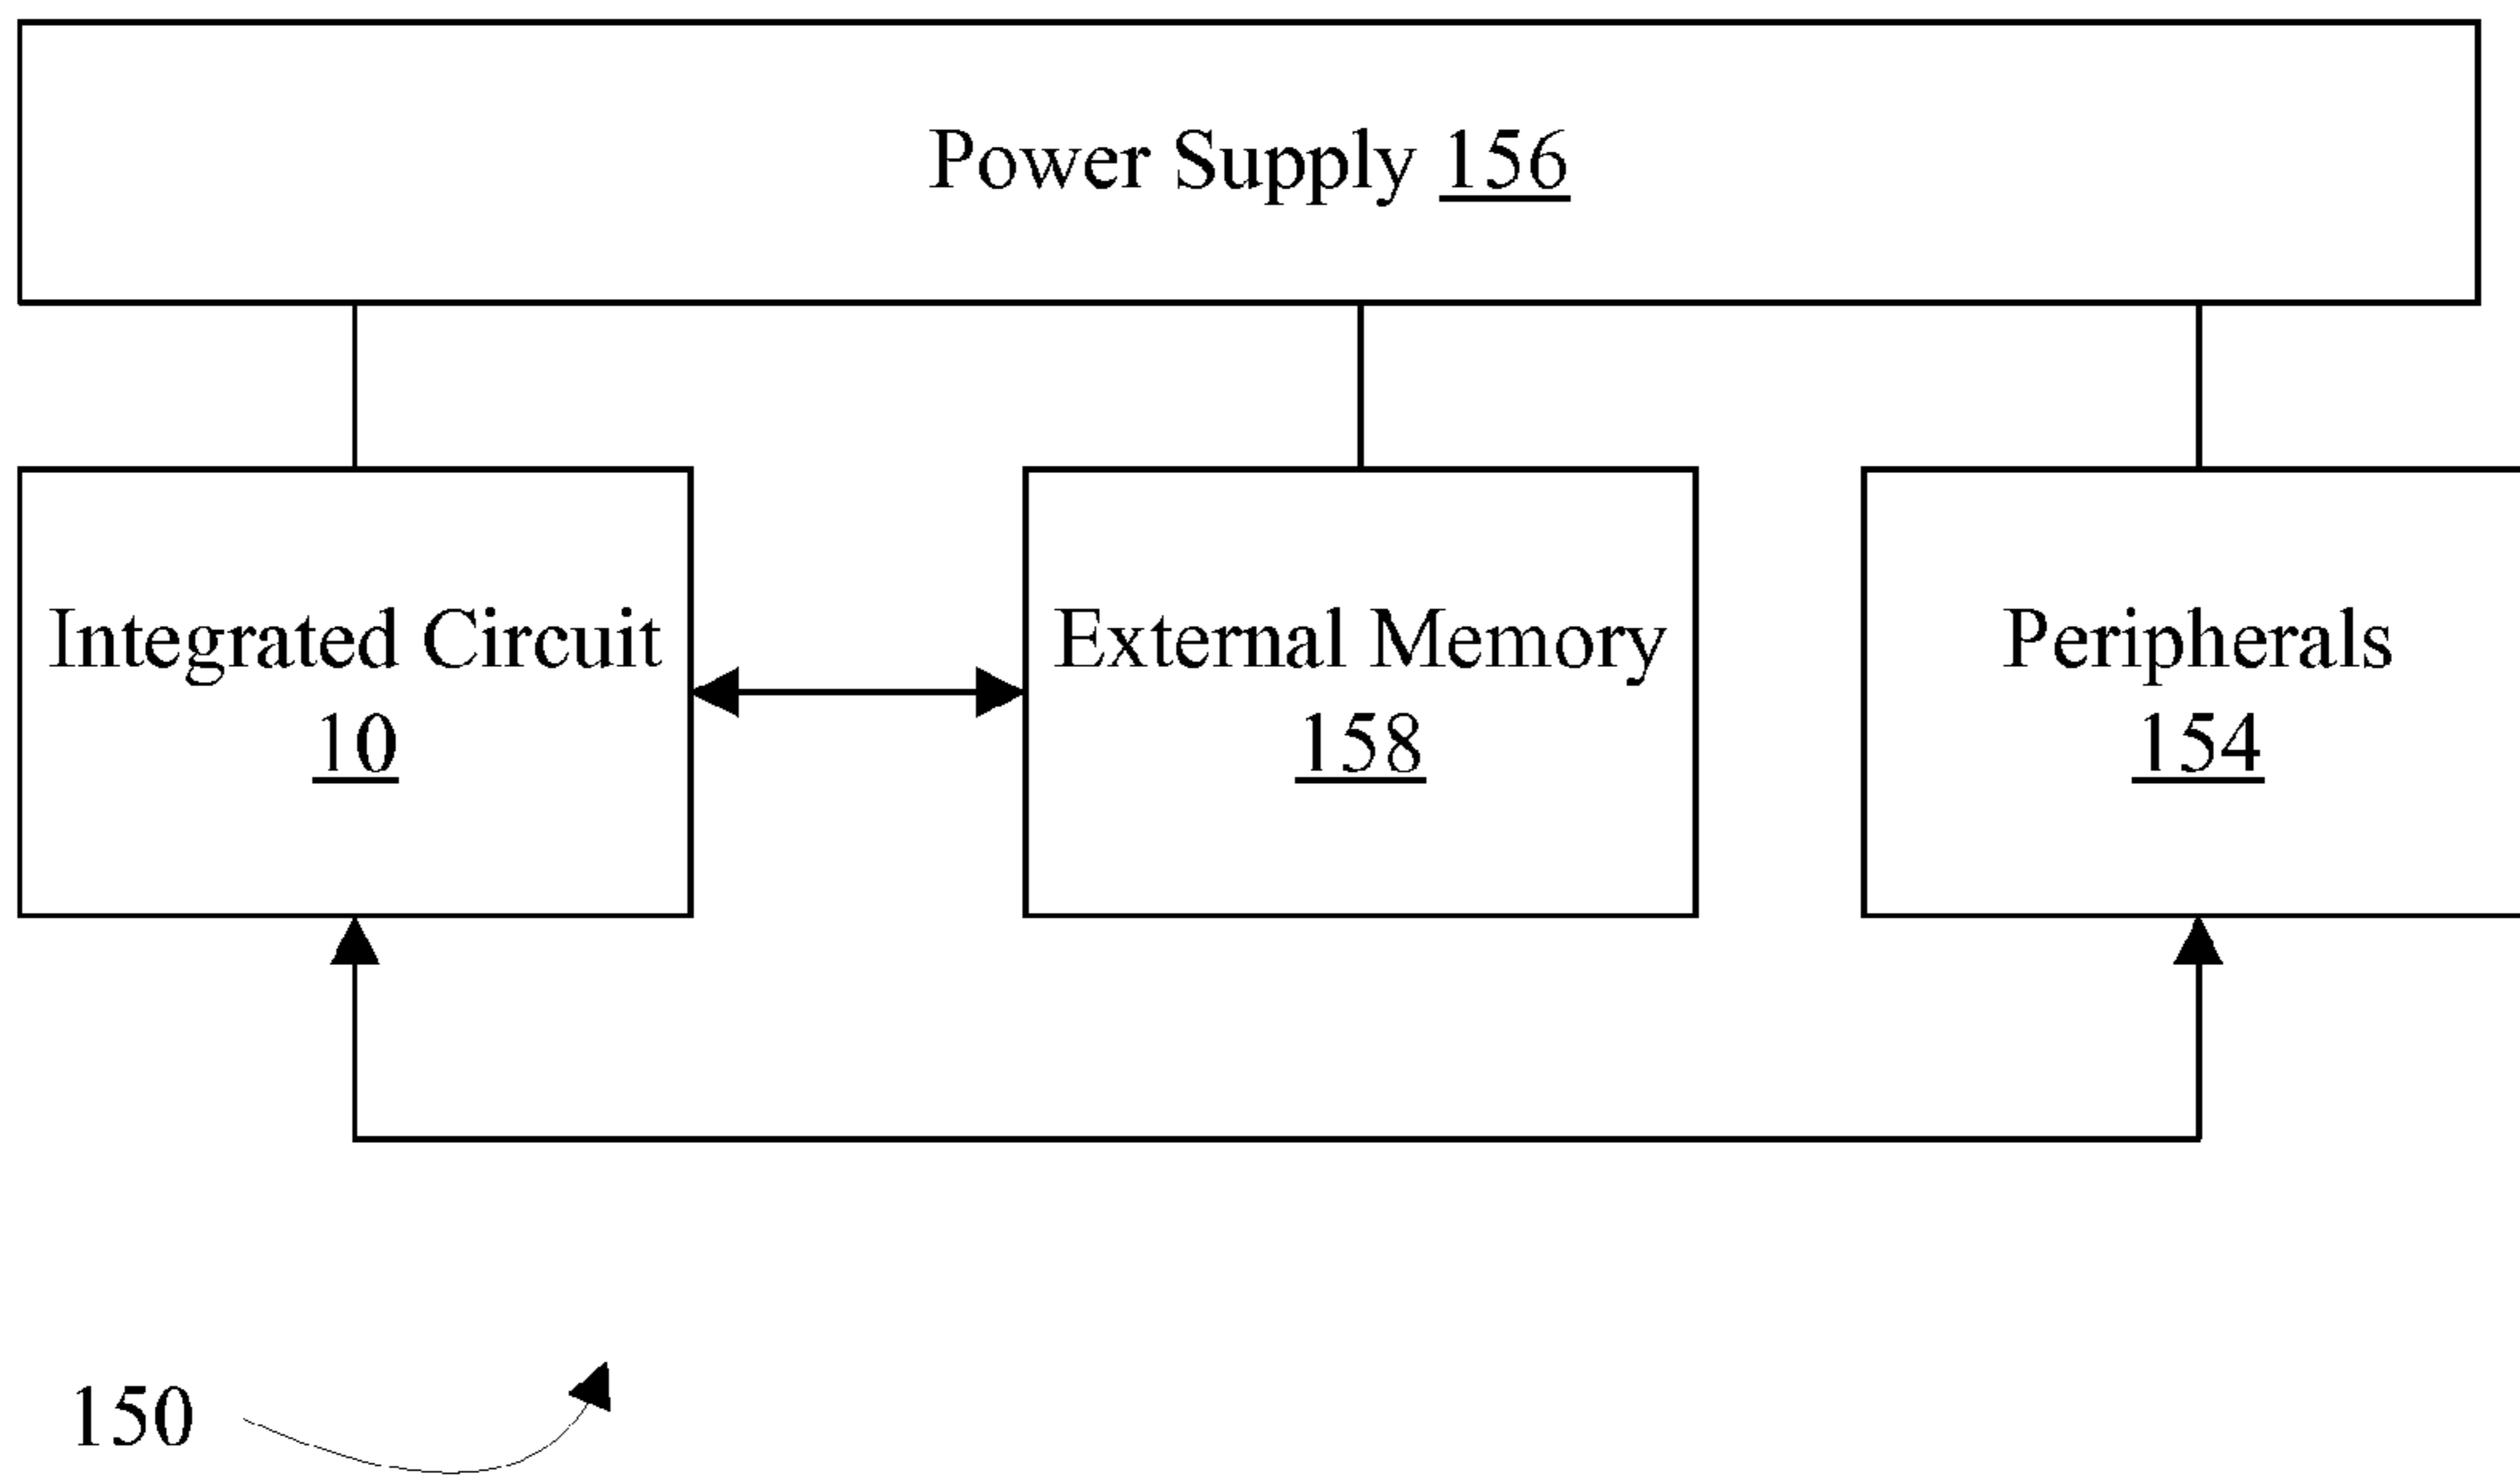 Power Supply 156
Integrated Circuit
10
External Memory
158
Peripherals
154
150